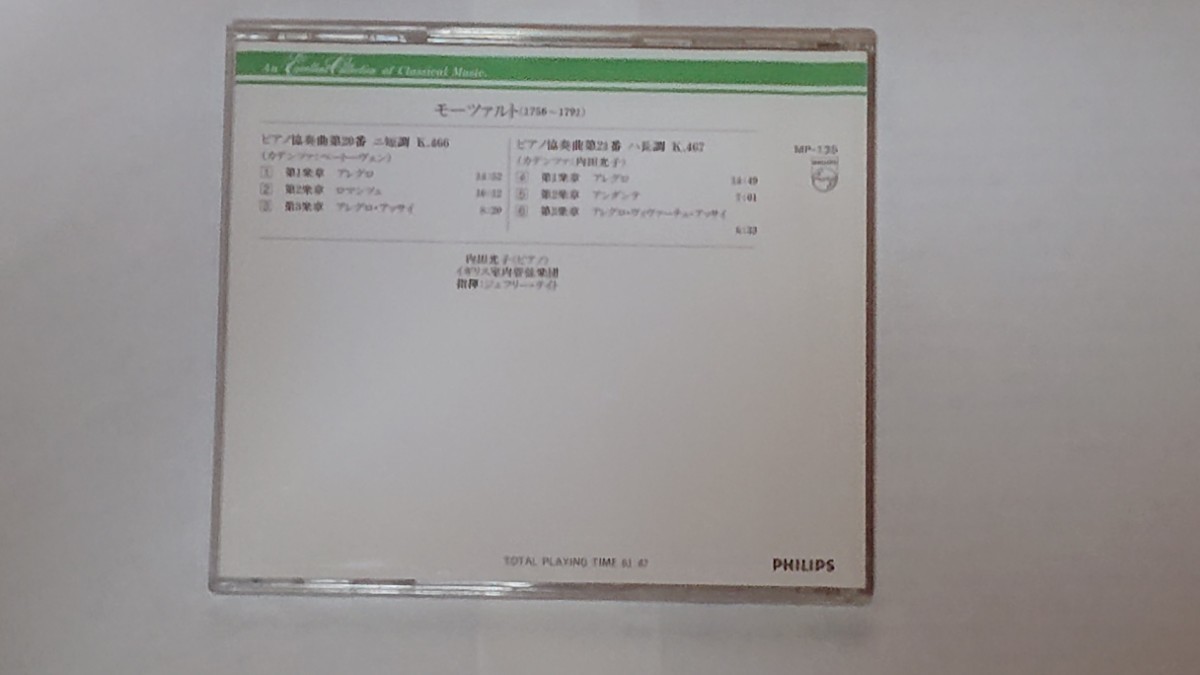 An Excellent Collection of Classical Music.
モーツァルト(1756~1791)
ピアノ協奏曲第20番 ニ短調 K.466
(カデンツァ:ベートーヴェン)
1 第1楽章 アレグロ 14:52
2 第2楽章 ロマンツェ 10:12
3 第3楽章 アレグロ・アッサイ 8:20
ピアノ協奏曲第21番 ハ長調 K.467
(カデンツァ:内田光子)
4 第1楽章 アレグロ 14:49
5 第2楽章 アンダンテ 7:01
6 第3楽章 アレグロ・ヴィヴァーチェ・アッサイ
6:33
MP-135
PHILIPS
内田光子(ピアノ)
イギリス室内管弦楽団
指揮:ジェフリー・テイト
TOTAL PLAYING TIME 61:47
PHILIPS